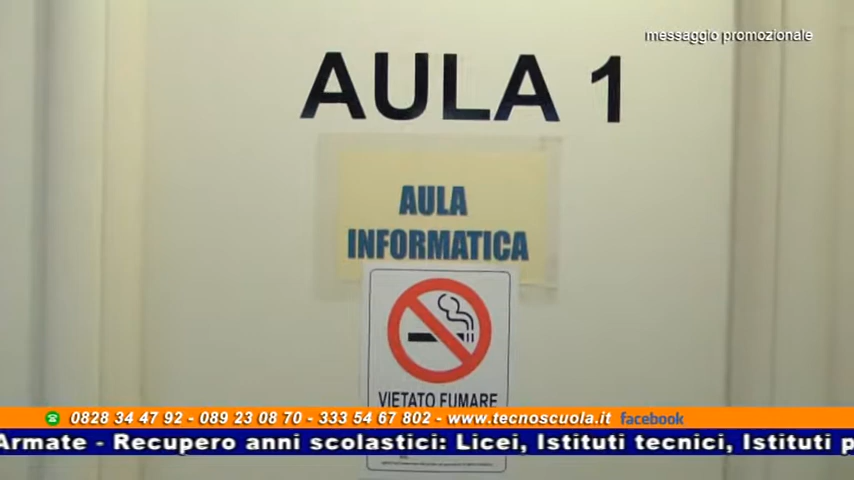 messaggio promozionale
AULA 1
AULA
INFORMATICA
VIETATO FUMARE
0828 34 47 92 - 089 23 08 70 - 333 54 67 802 - www.tecnoscuola.it facebook
Armate - Recupero anni scolastici: Licei, Istituti tecnici, Istituti p